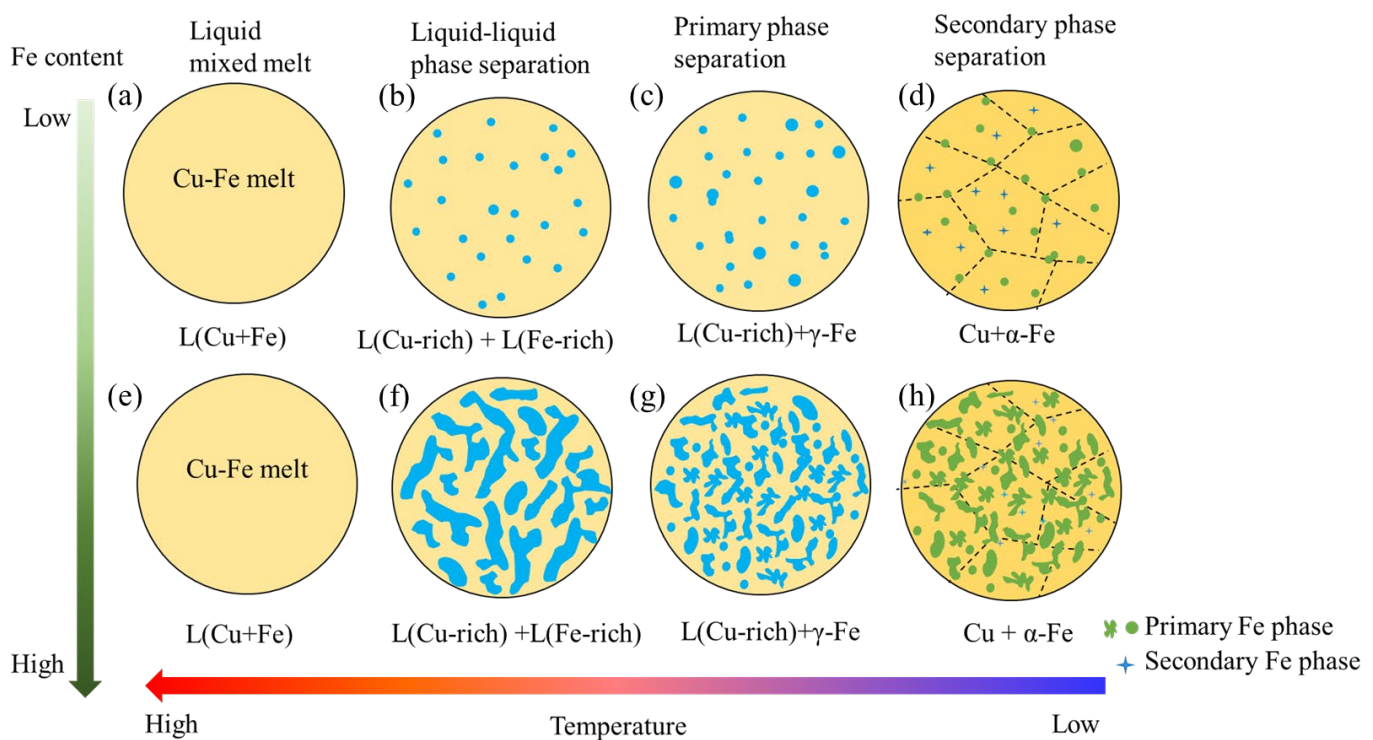 Fe content
Low
High
Liquid
mixed melt
Liquid-liquid
phase separation
Primary phase
separation
Secondary phase
separation
(a)
Cu-Fe melt
L(Cu+Fe)
(b)
L(Cu-rich) + L(Fe-rich)
(c)
L(Cu-rich)+γ-Fe
(d)
Cu+α-Fe
(e)
Cu-Fe melt
L(Cu+Fe)
(f)
L(Cu-rich) +L(Fe-rich)
(g)
L(Cu-rich)+γ-Fe
(h)
Cu + α-Fe
Primary Fe phase
Secondary Fe phase
High
Temperature
Low